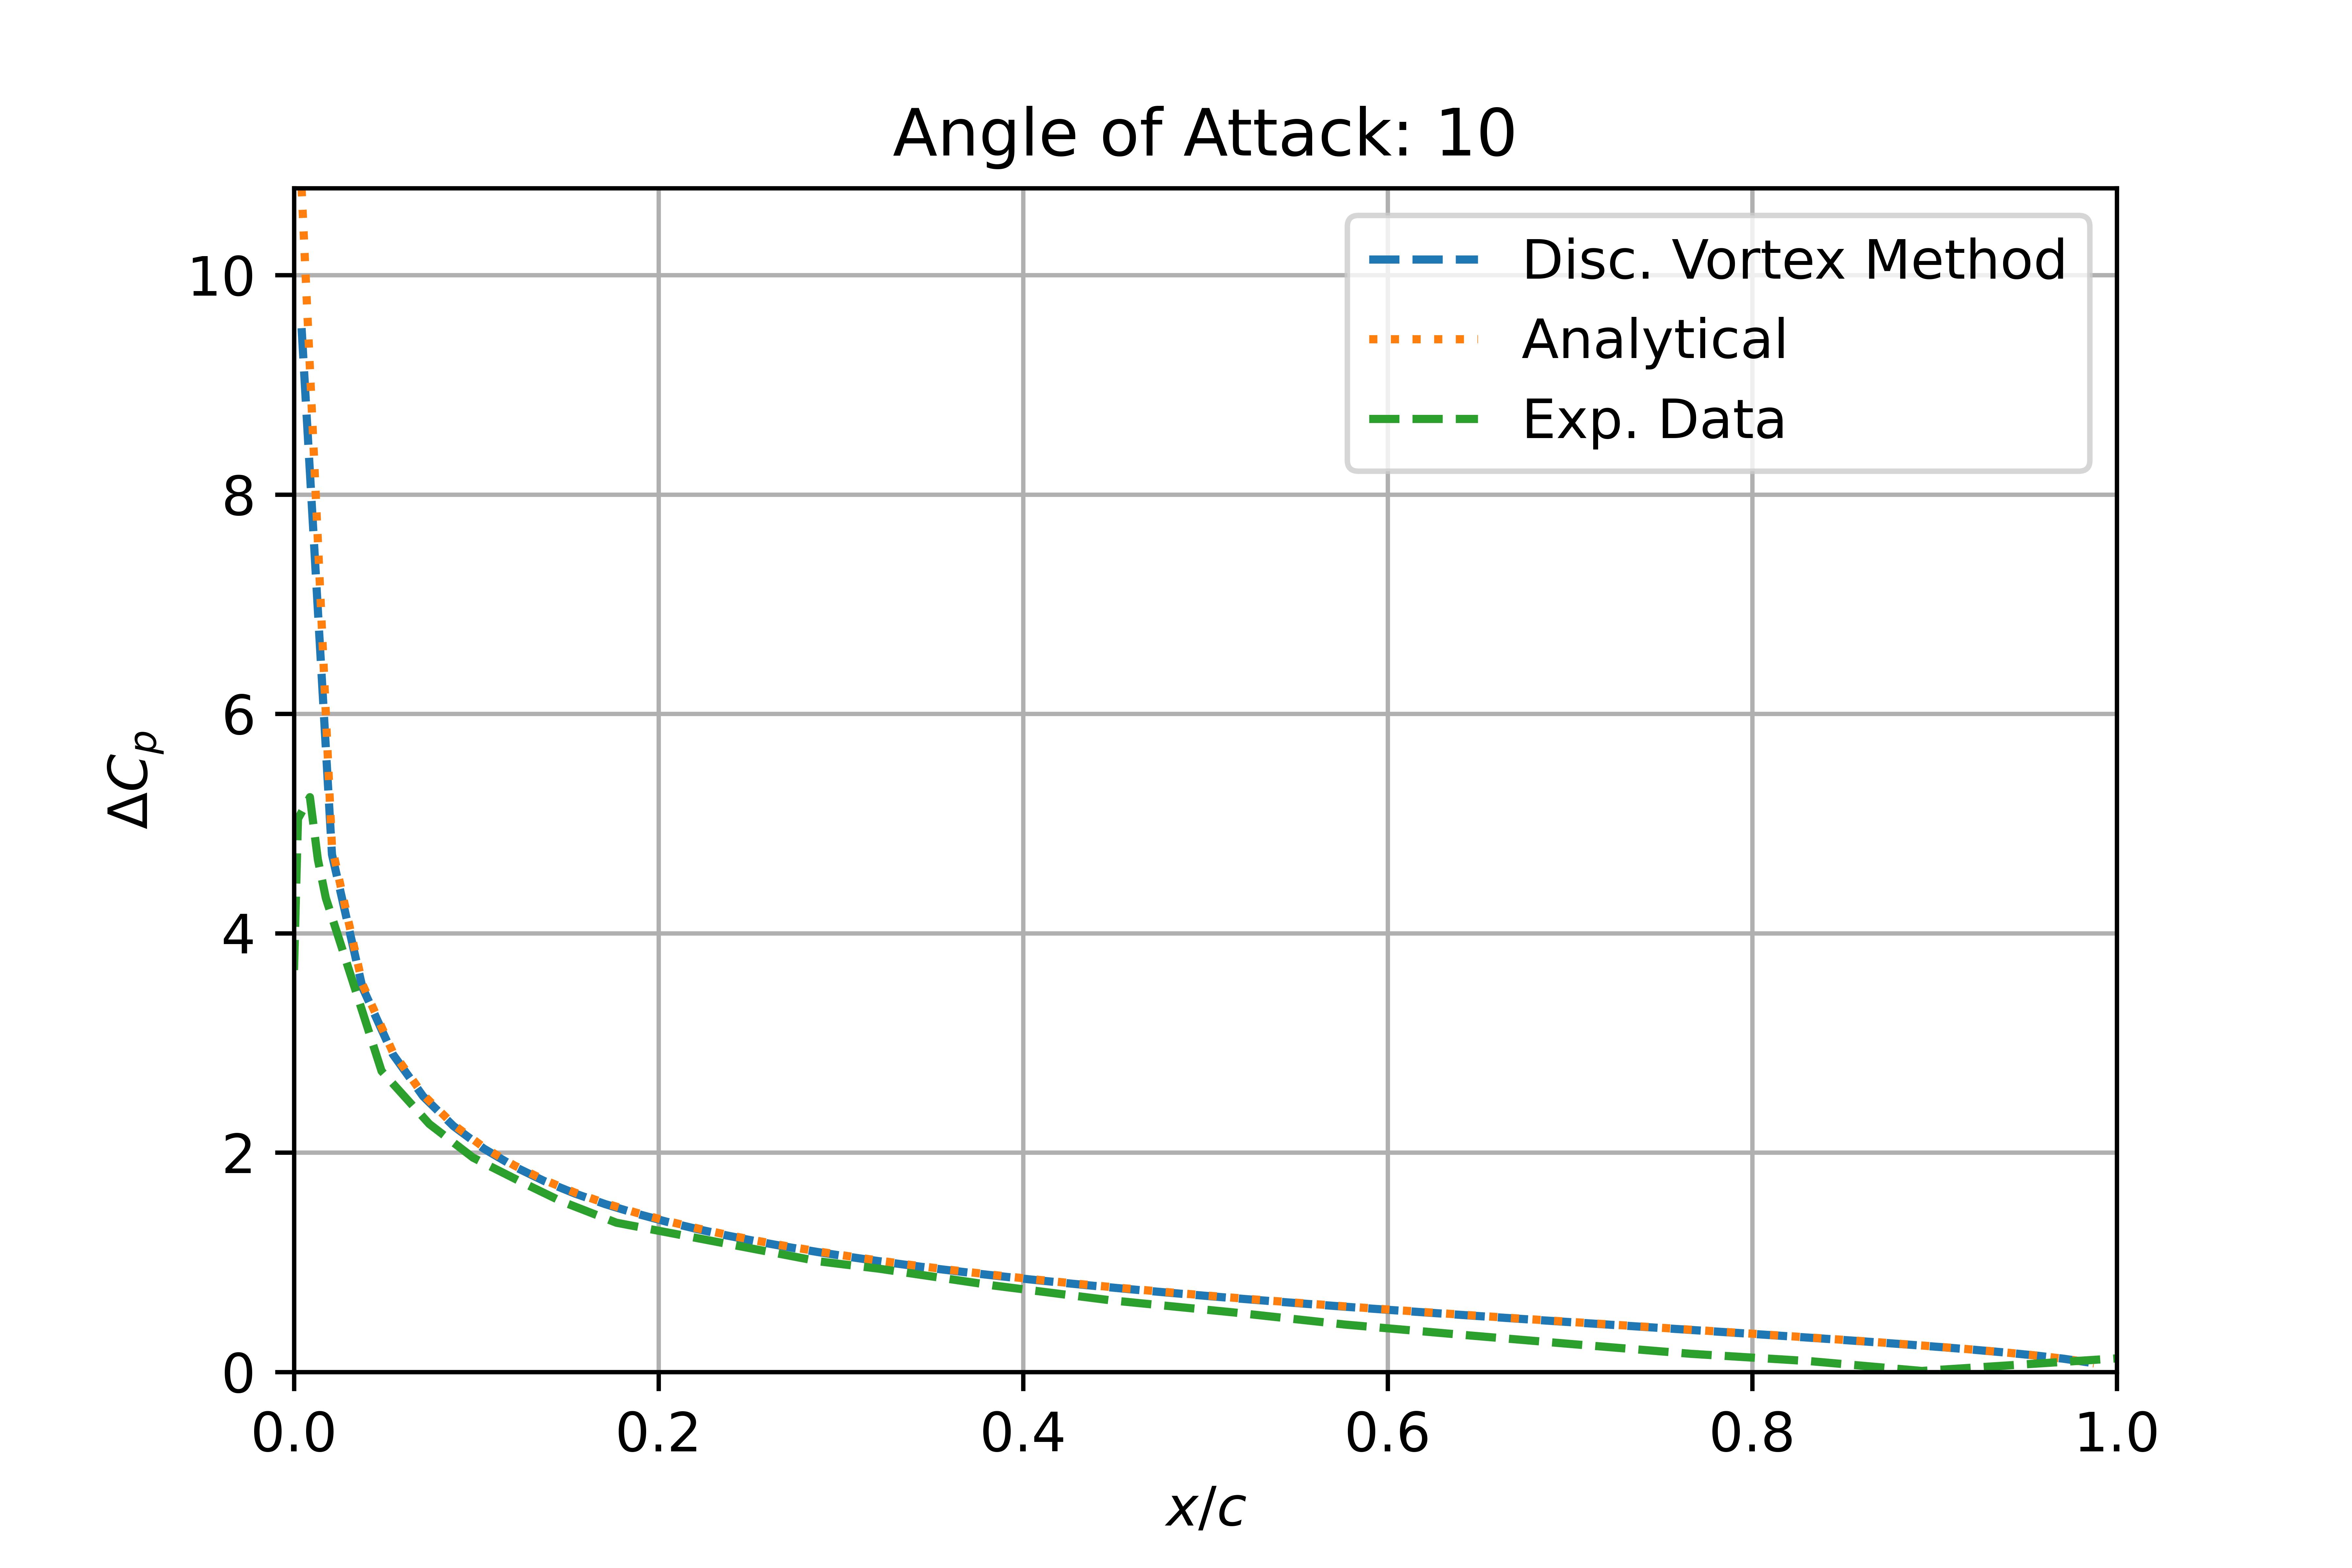 Angle of Attack: 10
Disc. Vortex Method
Analytical
Exp. Data
10
8
6
4
2
0
ΔCp
0.0 0.2 0.4 0.6 0.8 1.0
x/c